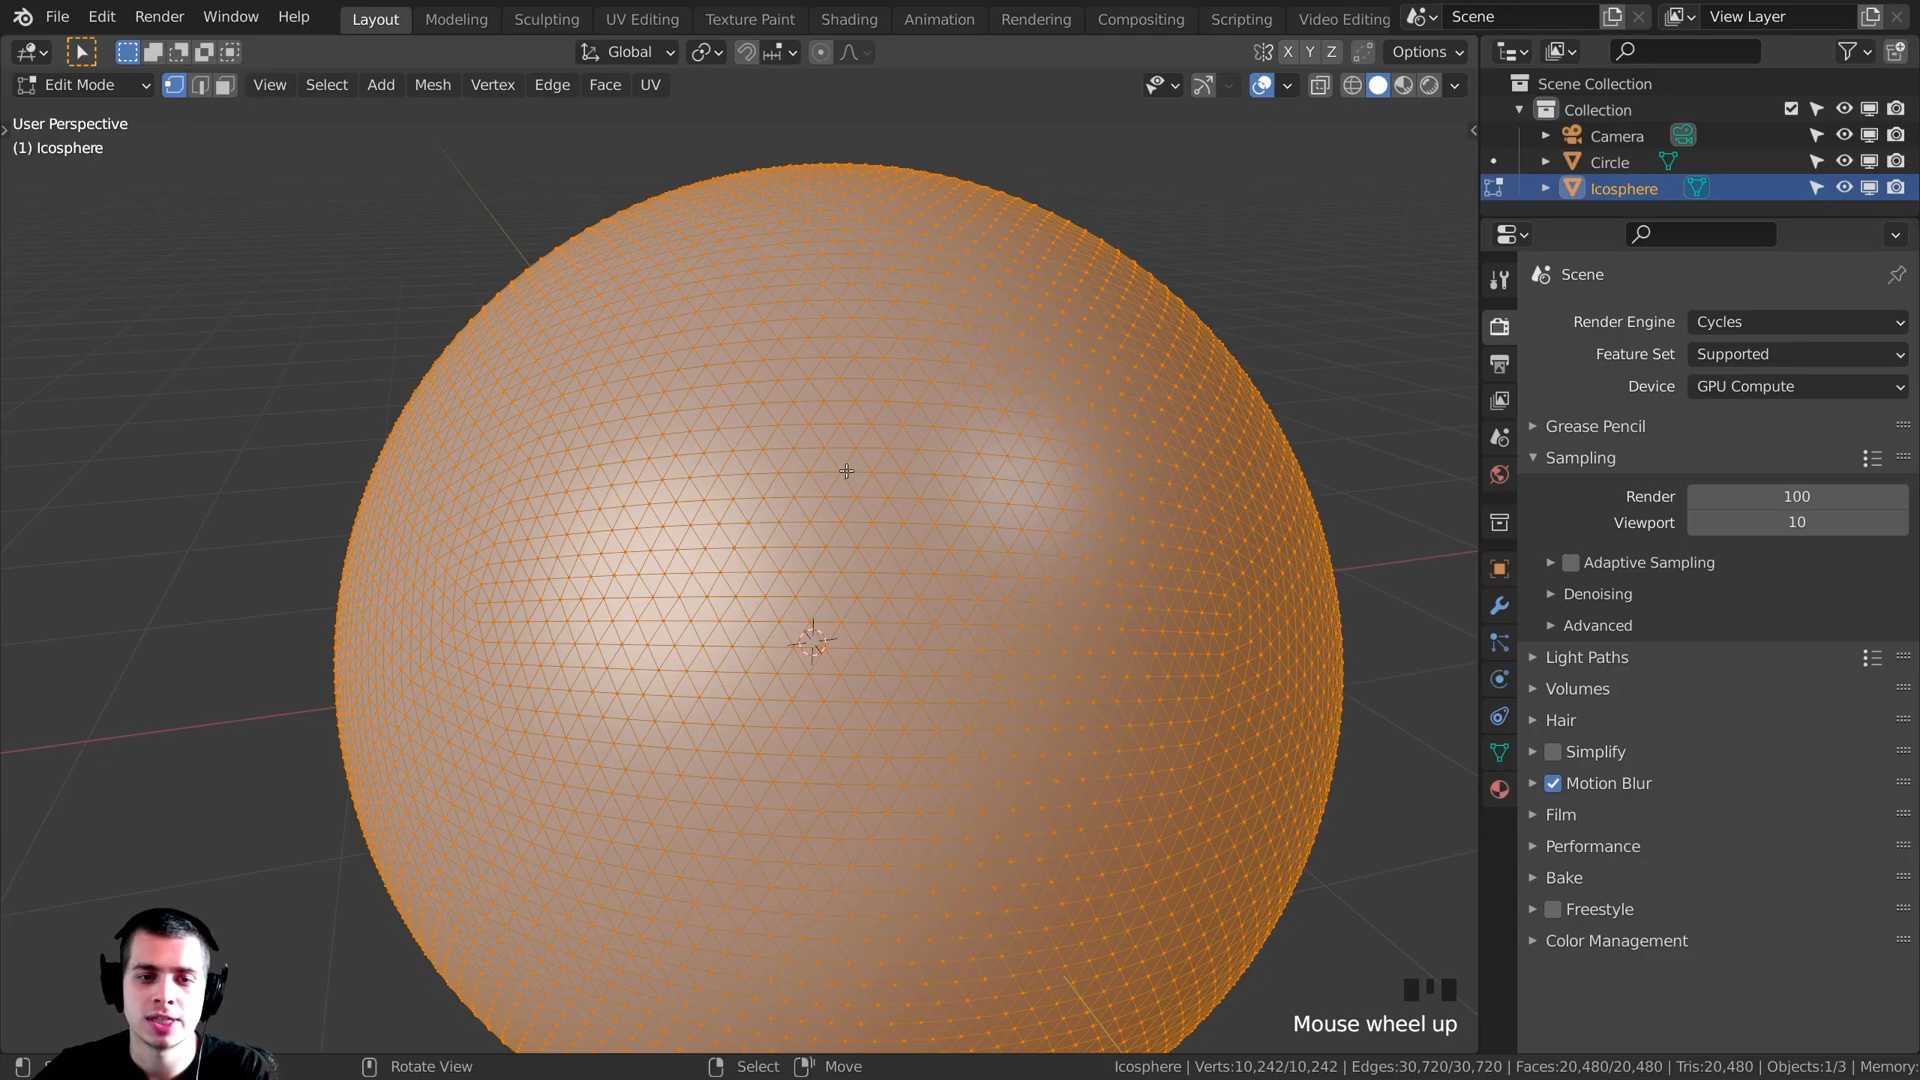 File Edit Render Window Help Layout Modeling Sculpting UV Editing Texture Paint Shading Animation Rendering Compositing Scripting Video Editing Scene View Layer
Global X Y Z Options
Edit Mode View Select Add Mesh Vertex Edge Face UV
User Perspective
(1) Icosphere
Scene Collection
Collection
Camera
Circle
Icosphere
Scene
Render Engine Cycles
Feature Set Supported
Device GPU Compute
Grease Pencil
Sampling
Render 100
Viewport 10
Adaptive Sampling
Denoising
Advanced
Light Paths
Volumes
Hair
Simplify
Motion Blur
Film
Performance
Bake
Freestyle
Color Management
Mouse wheel up
Rotate View Select Move Icosphere | Verts:10,242/10,242 | Edges:30,720/30,720 | Faces:20,480/20,480 | Tris:20,480 | Objects:1/3 | Memory: